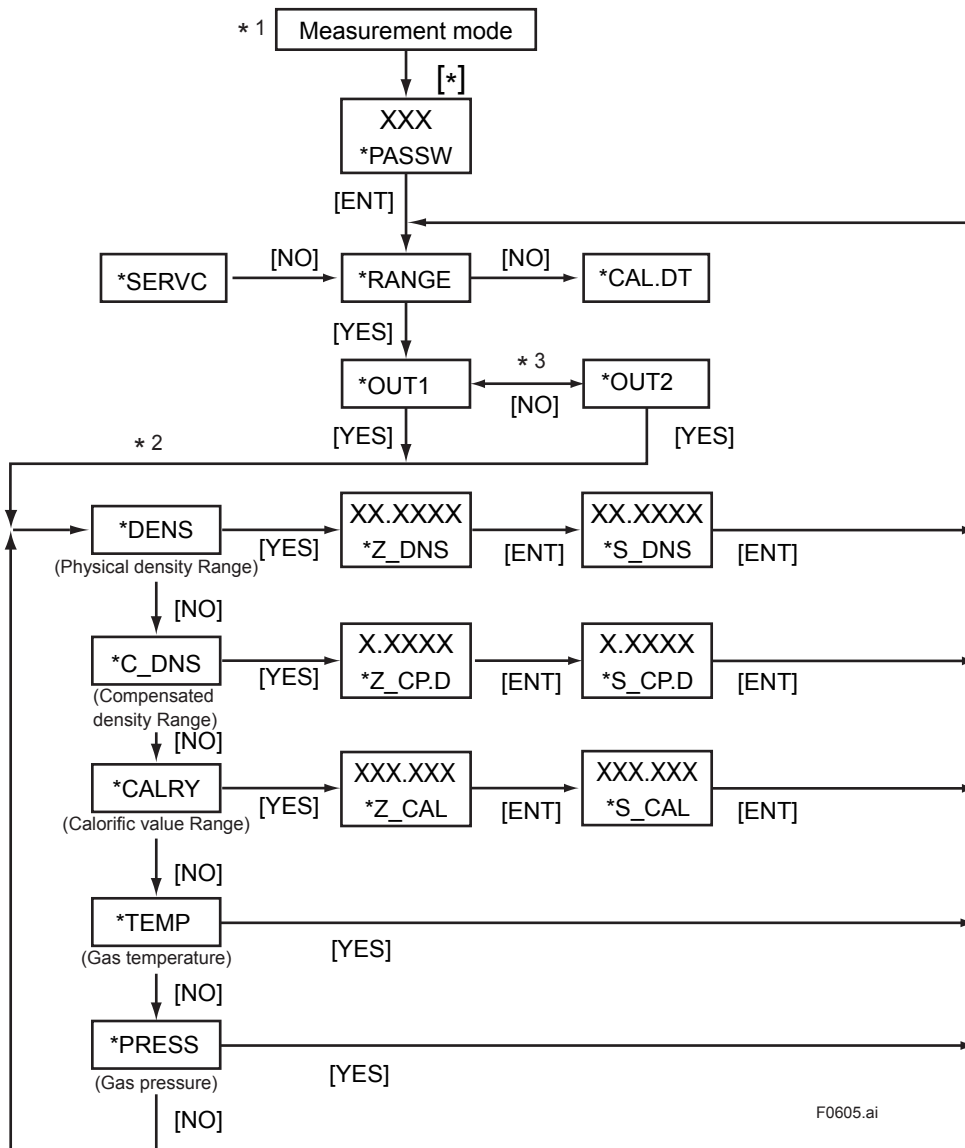 * 1 Measurement mode
[*]
XXX
*PASSW
[ENT]
*SERVC [NO] *RANGE [NO] *CAL.DT
[YES]
*OUT1 * 3 [NO] *OUT2
[YES] [YES]
* 2
*DENS [YES] XX.XXXX *Z_DNS [ENT] XX.XXXX *S_DNS [ENT]
(Physical density Range)
[NO]
*C_DNS [YES] X.XXXX *Z_CP.D [ENT] X.XXXX *S_CP.D [ENT]
(Compensated
density Range)
[NO]
*CALRY [YES] XXX.XXX *Z_CAL [ENT] XXX.XXX *S_CAL [ENT]
(Calorific value Range)
[NO]
*TEMP [YES]
(Gas temperature)
[NO]
*PRESS [YES]
(Gas pressure)
[NO]
F0605.ai